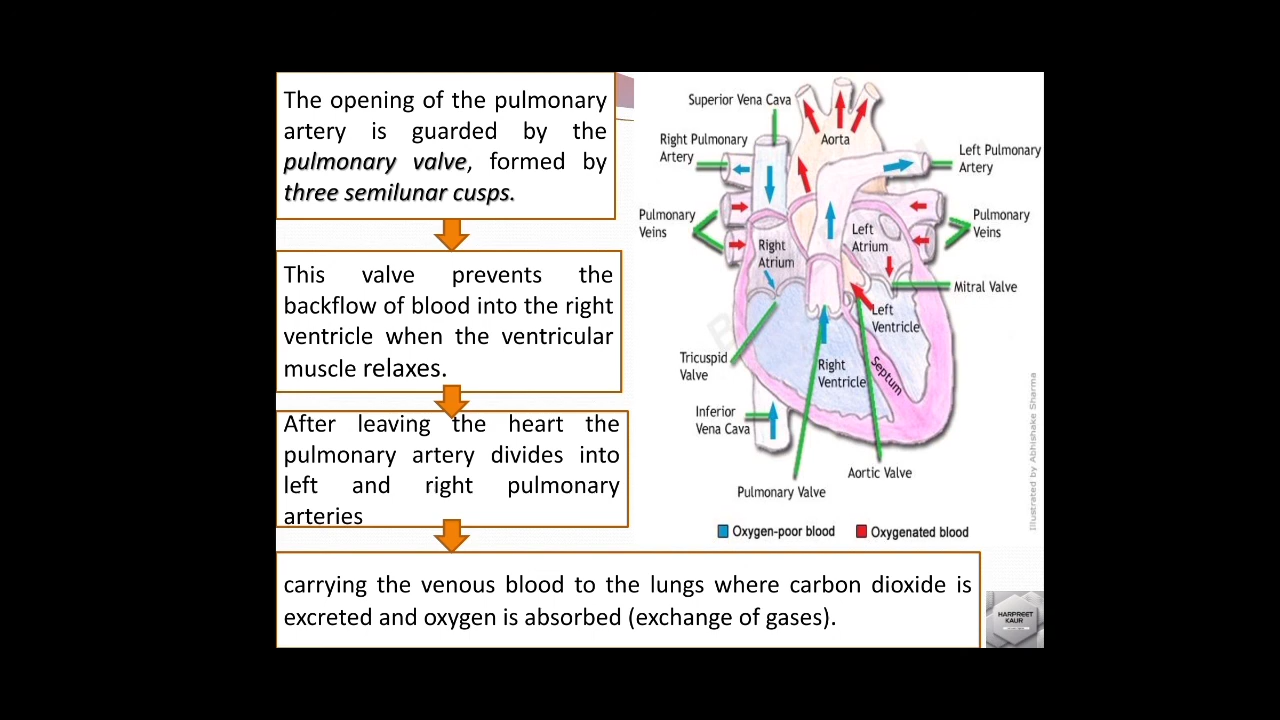 The opening of the pulmonary
artery is guarded by the
pulmonary valve, formed by
three semilunar cusps.
This valve prevents the
backflow of blood into the right
ventricle when the ventricular
muscle relaxes.
After leaving the heart the
pulmonary artery divides into
left and right pulmonary
arteries
carrying the venous blood to the lungs where carbon dioxide is
excreted and oxygen is absorbed (exchange of gases).
Superior Vena Cava
Aorta
Right Pulmonary
Artery
Left Pulmonary
Artery
Pulmonary
Veins
Pulmonary
Veins
Left
Atrium
Right
Atrium
Mitral Valve
Left
Ventricle
Tricuspid
Valve
Right
Ventricle
Septum
Inferior
Vena Cava
Aortic Valve
Pulmonary Valve
Oxygen-poor blood
Oxygenated blood
Illustrated by Abhishake Sharma
HARPREET
KAUR